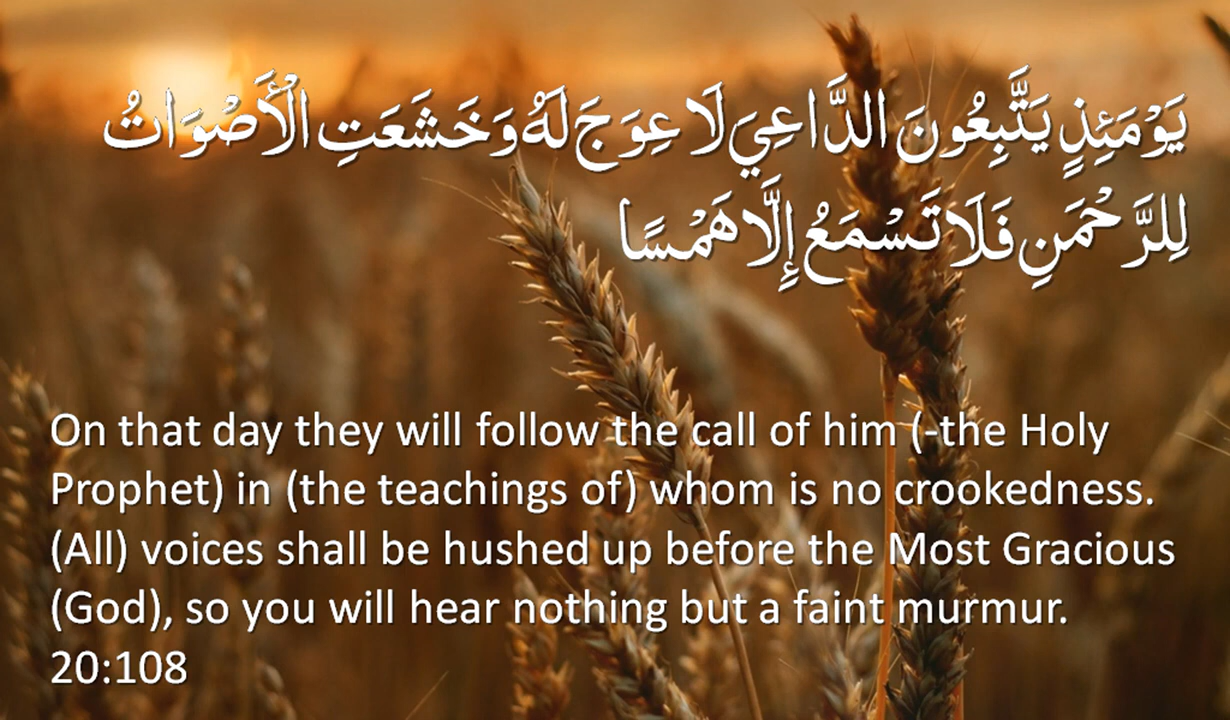 يَوْمَئِذٍ يَتَّبِعُونَ الدَّاعِيَ لَا عِوَجَ لَهُ وَخَشَعَتِ الْأَصْوَاتُ
لِلرَّحْمَنِ فَلَا تَسْمَعُ إِلَّا هَمْسًا
On that day they will follow the call of him (-the Holy
Prophet) in (the teachings of) whom is no crookedness.
(All) voices shall be hushed up before the Most Gracious
(God), so you will hear nothing but a faint murmur.
20:108